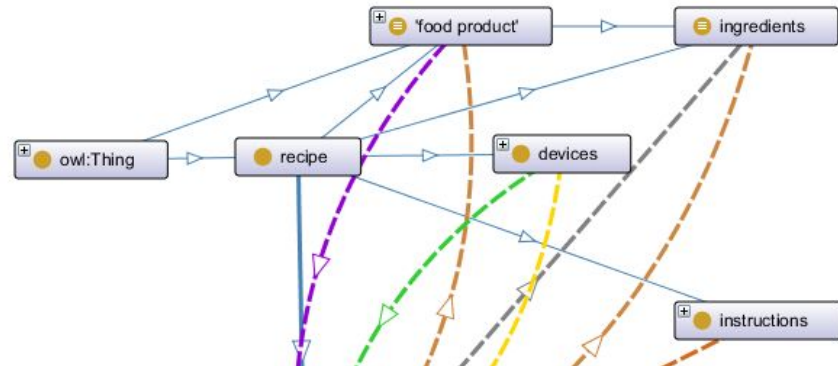 'food product'
ingredients
owl:Thing
recipe
devices
instructions